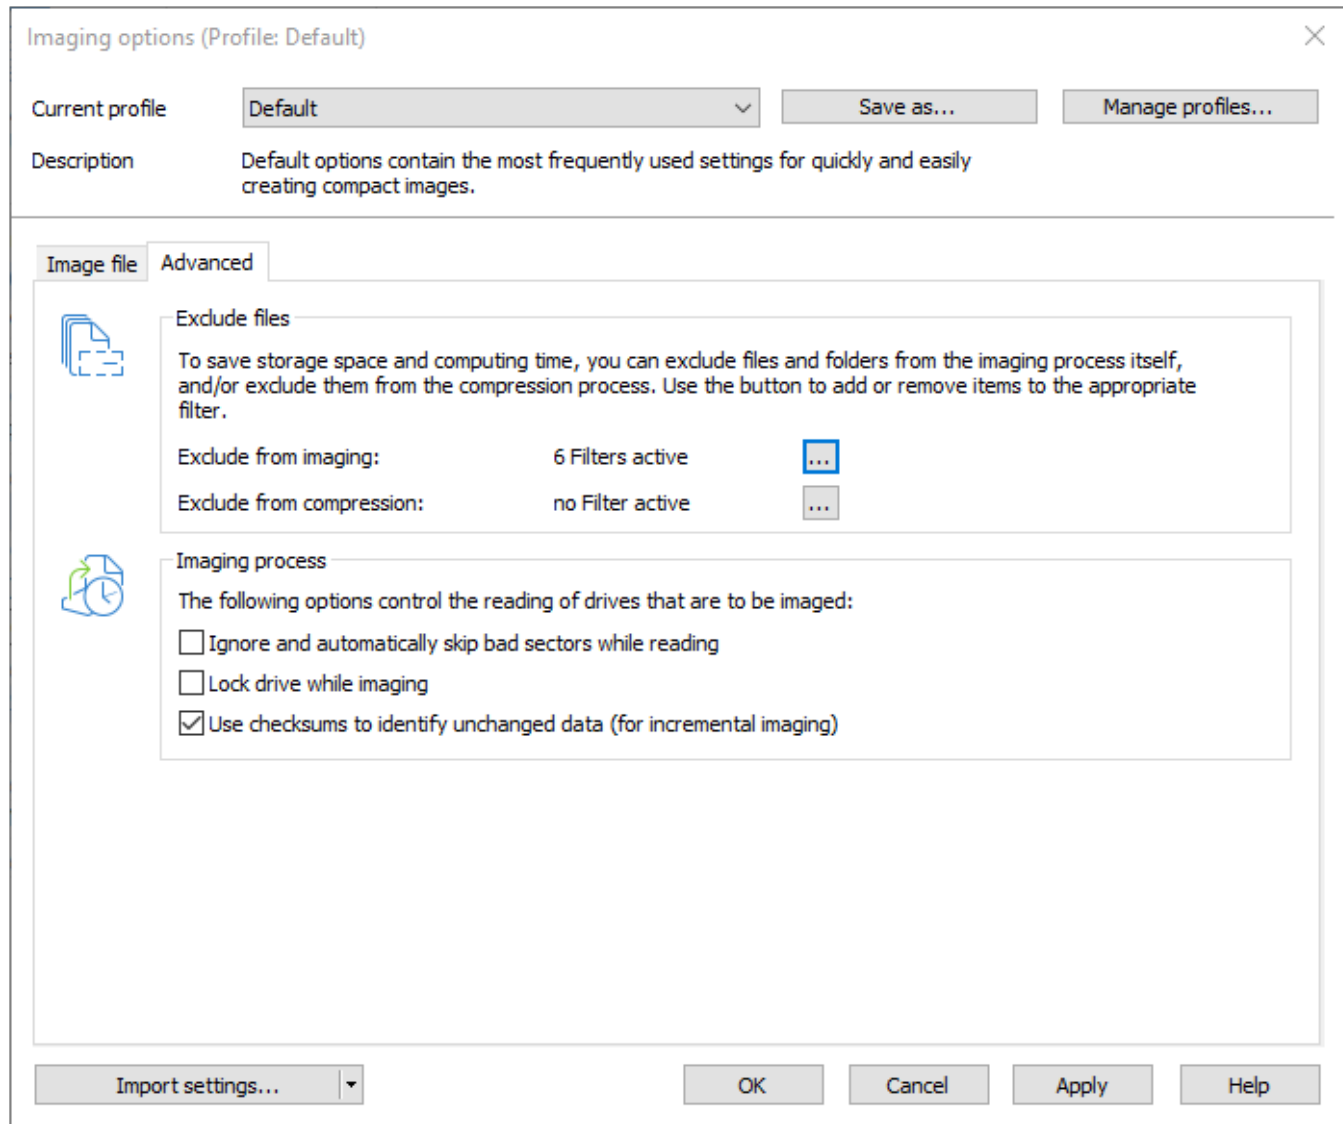 Imaging options (Profile: Default)
Current profile
Default
Save as...
Manage profiles...
Description
Default options contain the most frequently used settings for quickly and easily
creating compact images.
Image file
Advanced
Exclude files
To save storage space and computing time, you can exclude files and folders from the imaging process itself,
and/or exclude them from the compression process. Use the button to add or remove items to the appropriate
filter.
Exclude from imaging:
6 Filters active
...
Exclude from compression:
no Filter active
...
Imaging process
The following options control the reading of drives that are to be imaged:
Ignore and automatically skip bad sectors while reading
Lock drive while imaging
Use checksums to identify unchanged data (for incremental imaging)
Import settings...
OK
Cancel
Apply
Help